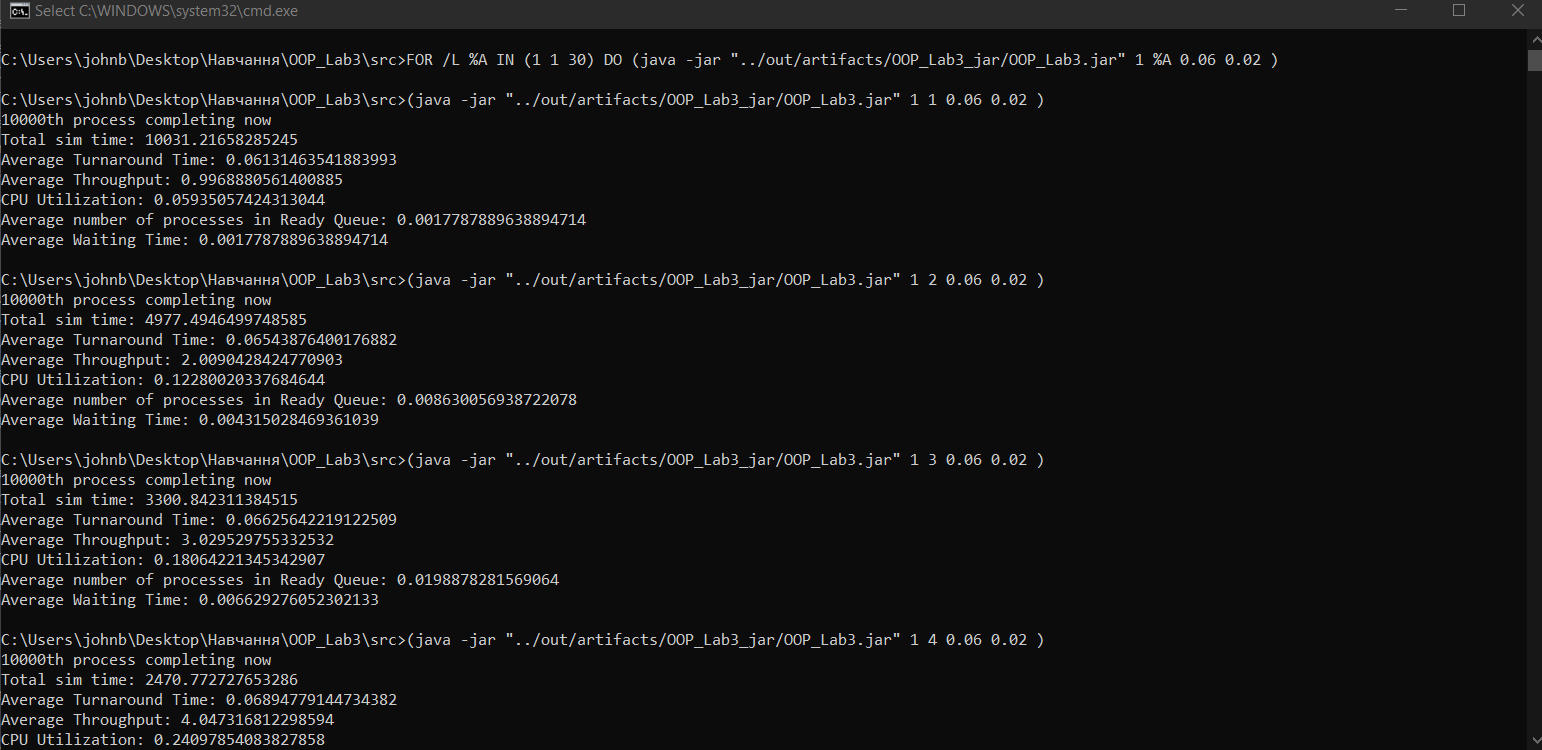 Select C:\WINDOWS\system32\cmd.exe
C:\Users\johnb\Desktop\Навчання\OOP_Lab3\src>FOR /L %A IN (1 1 30) DO (java -jar "../out/artifacts/OOP_Lab3_jar/OOP_Lab3.jar" 1 %A 0.06 0.02 )
C:\Users\johnb\Desktop\Навчання\OOP_Lab3\src>(java -jar "../out/artifacts/OOP_Lab3_jar/OOP_Lab3.jar" 1 1 0.06 0.02 )
10000th process completing now
Total sim time: 10031.21658285245
Average Turnaround Time: 0.06131463541883993
Average Throughput: 0.9968880561400885
CPU Utilization: 0.05935057424313044
Average number of processes in Ready Queue: 0.0017787889638894714
Average Waiting Time: 0.0017787889638894714
C:\Users\johnb\Desktop\Навчання\OOP_Lab3\src>(java -jar "../out/artifacts/OOP_Lab3_jar/OOP_Lab3.jar" 1 2 0.06 0.02 )
10000th process completing now
Total sim time: 4977.4946499748585
Average Turnaround Time: 0.06543876400176882
Average Throughput: 2.0090428424770903
CPU Utilization: 0.12280020337684644
Average number of processes in Ready Queue: 0.008630056938722078
Average Waiting Time: 0.004315028469361039
C:\Users\johnb\Desktop\Навчання\OOP_Lab3\src>(java -jar "../out/artifacts/OOP_Lab3_jar/OOP_Lab3.jar" 1 3 0.06 0.02 )
10000th process completing now
Total sim time: 3300.842311384515
Average Turnaround Time: 0.06625642219122509
Average Throughput: 3.029529755332532
CPU Utilization: 0.18064221345342907
Average number of processes in Ready Queue: 0.0198878281569064
Average Waiting Time: 0.006629276052302133
C:\Users\johnb\Desktop\Навчання\OOP_Lab3\src>(java -jar "../out/artifacts/OOP_Lab3_jar/OOP_Lab3.jar" 1 4 0.06 0.02 )
10000th process completing now
Total sim time: 2470.772727653286
Average Turnaround Time: 0.06894779144734382
Average Throughput: 4.047316812298594
CPU Utilization: 0.24097854083827858